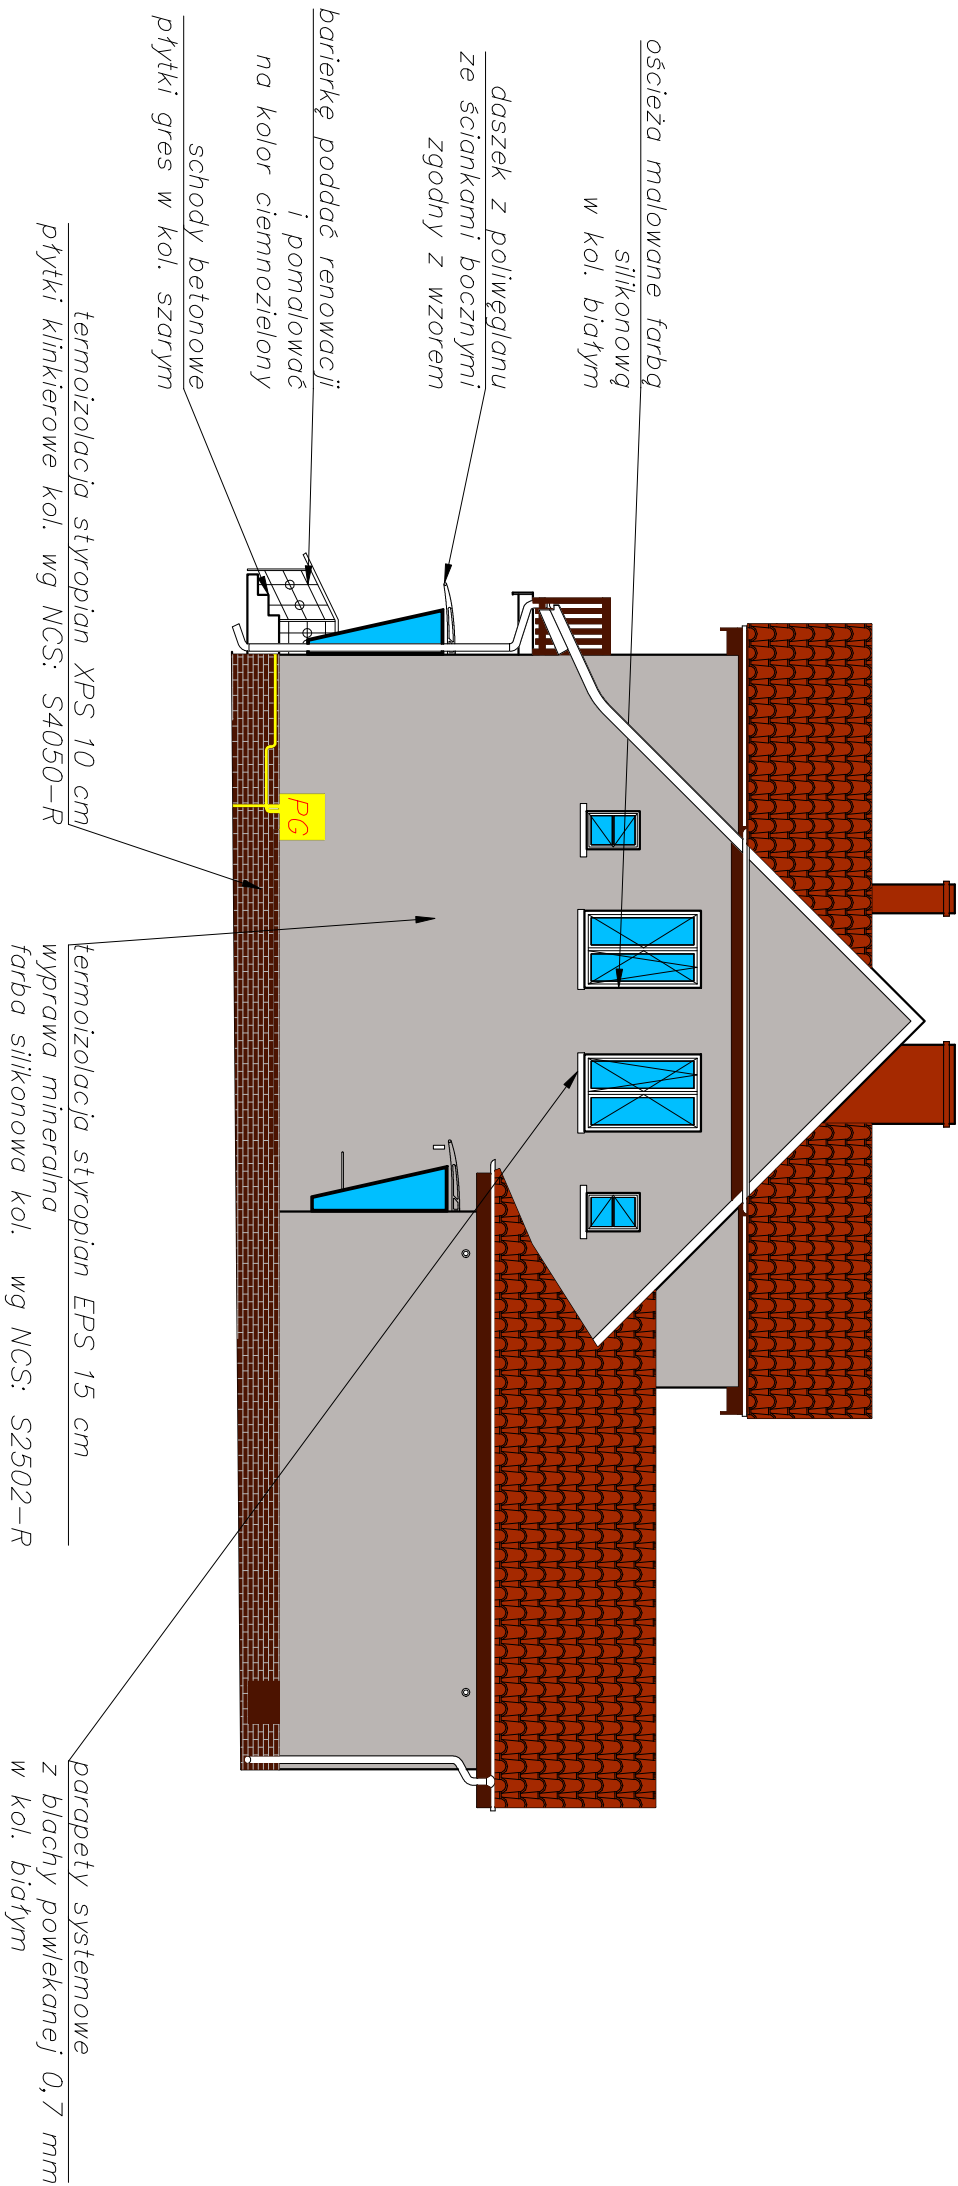 ościeża malowane farbą
silikonową
w kol. białym
daszek z poliwęglanu
ze ściankami bocznymi
zgodny z wzorem
barierkę poddać renowacji
i pomalować
na kolor ciemnozielony
schody betonowe
płytki gres w kol. szarym
termoizolacja styropian XPS 10 cm
płytki klinkierowe kol. wg NCS: S4050-R
PG
termoizolacja styropian EPS 15 cm
wyprawa mineralna
farba silikonowa kol. wg NCS: S2502-R
parapety systemowe
z blachy powlekanej 0,7 mm
w kol. białym